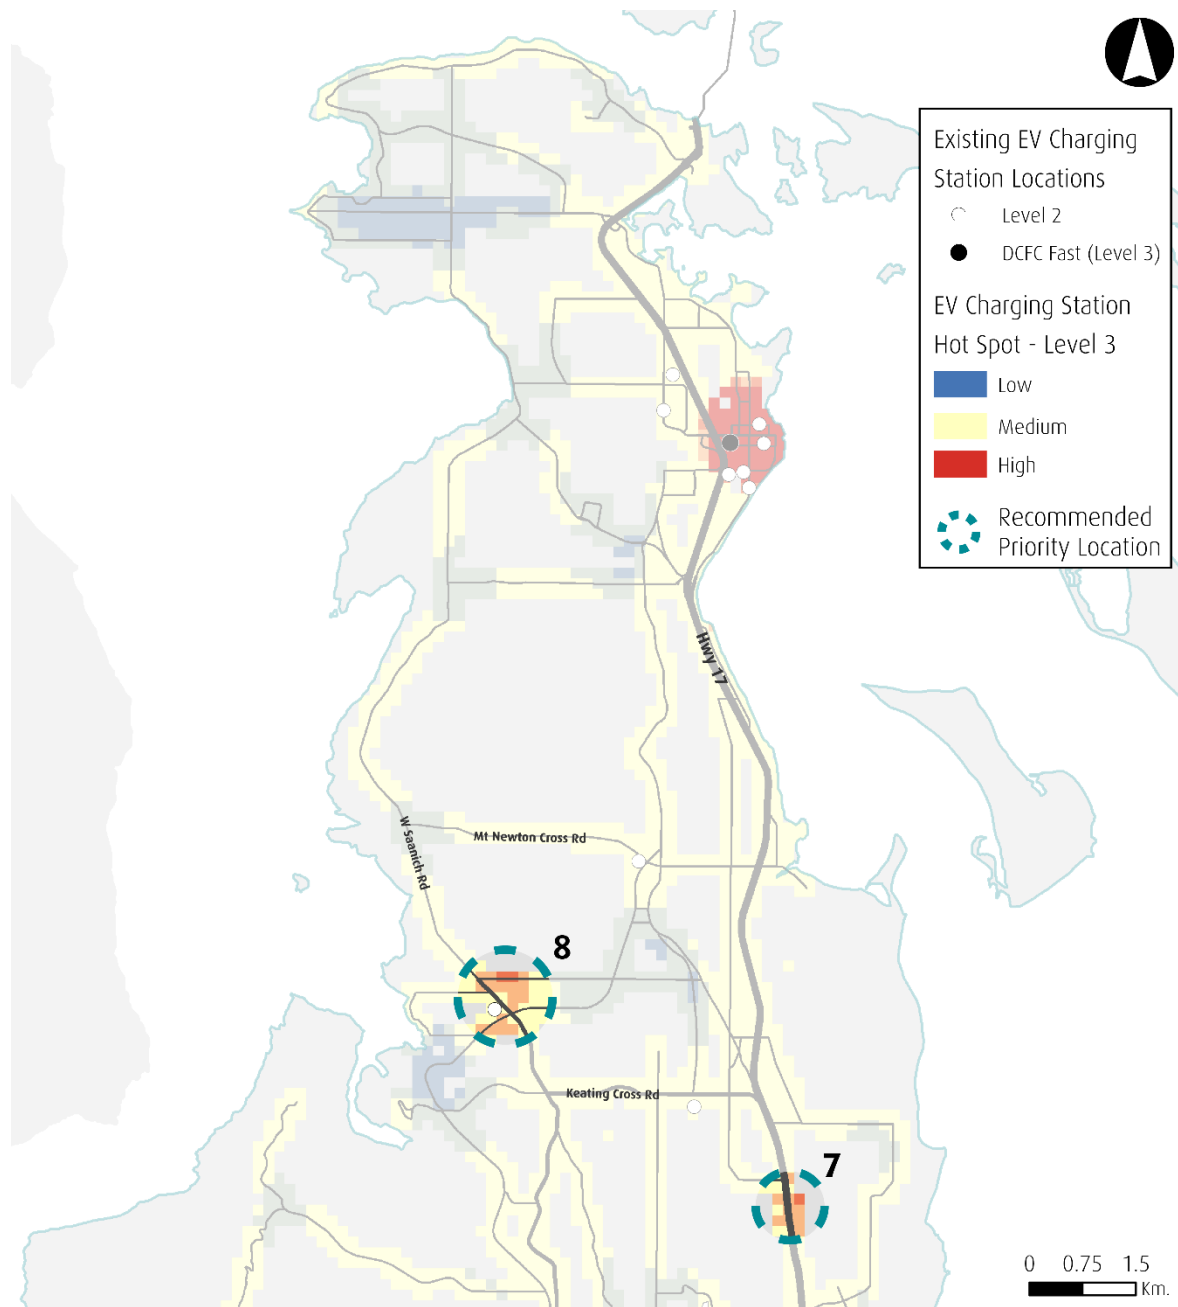 Existing EV Charging
Station Locations
Level 2
DCFC Fast (Level 3)
EV Charging Station
Hot Spot - Level 3
Low
Medium
High
Recommended
Priority Location
Hwy 17
Mt Newton Cross Rd
W Saanich Rd
8
Keating Cross Rd
7
0 0.75 1.5
Km.